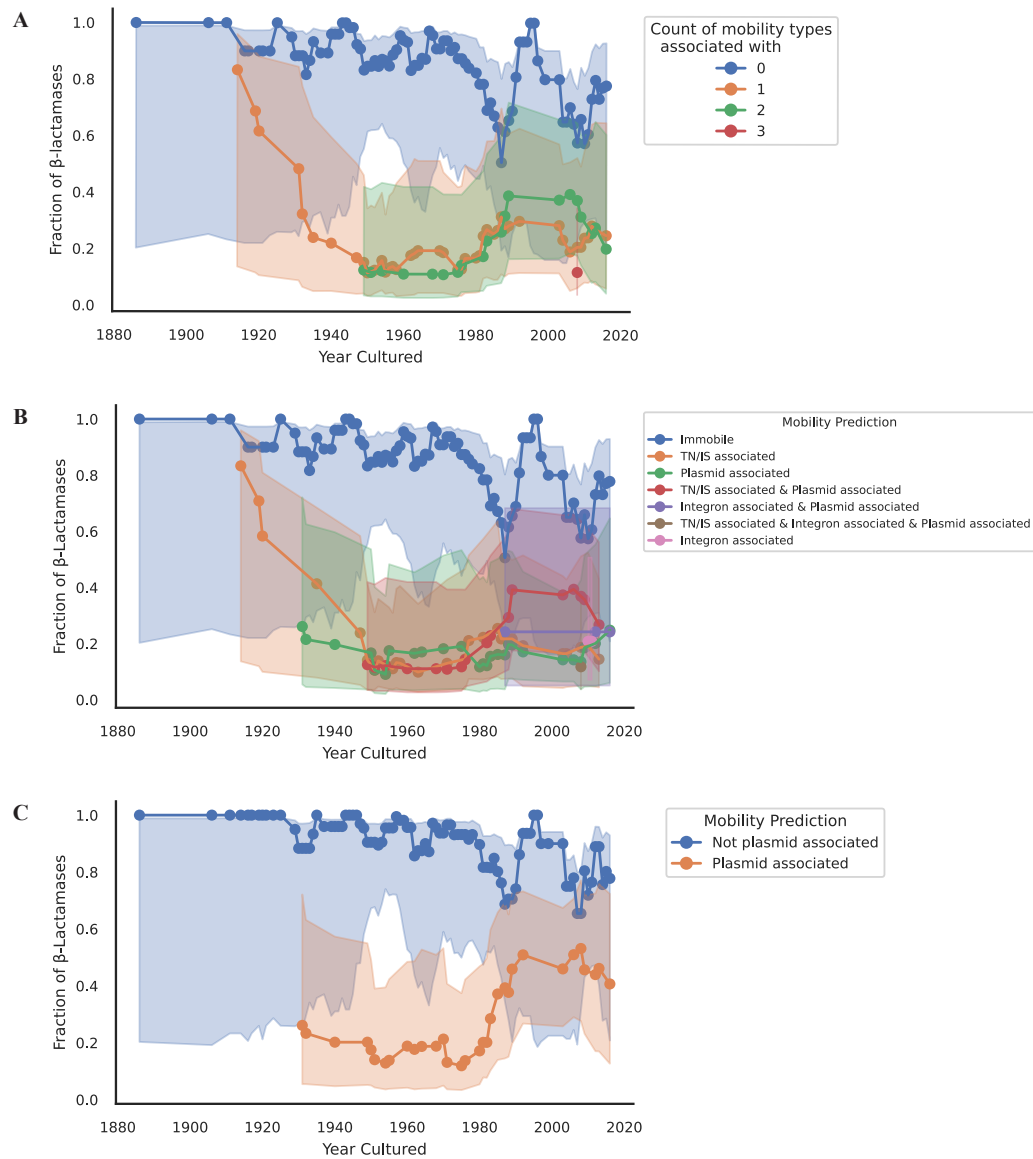 A
1.0
0.8
0.6
0.4
0.2
0.0
Fraction of β-lactamases
1880 1900 1920 1940 1960 1980 2000 2020
Year Cultured
Count of mobility types
associated with
0
1
2
3
B
1.0
0.8
0.6
0.4
0.2
0.0
Fraction of β-Lactamases
1880 1900 1920 1940 1960 1980 2000 2020
Year Cultured
Mobility Prediction
Immobile
TN/IS associated
Plasmid associated
TN/IS associated & Plasmid associated
Integron associated & Plasmid associated
TN/IS associated & Integron associated & Plasmid associated
Integron associated
C
1.0
0.8
0.6
0.4
0.2
0.0
Fraction of β-Lactamases
1880 1900 1920 1940 1960 1980 2000 2020
Year Cultured
Mobility Prediction
Not plasmid associated
Plasmid associated